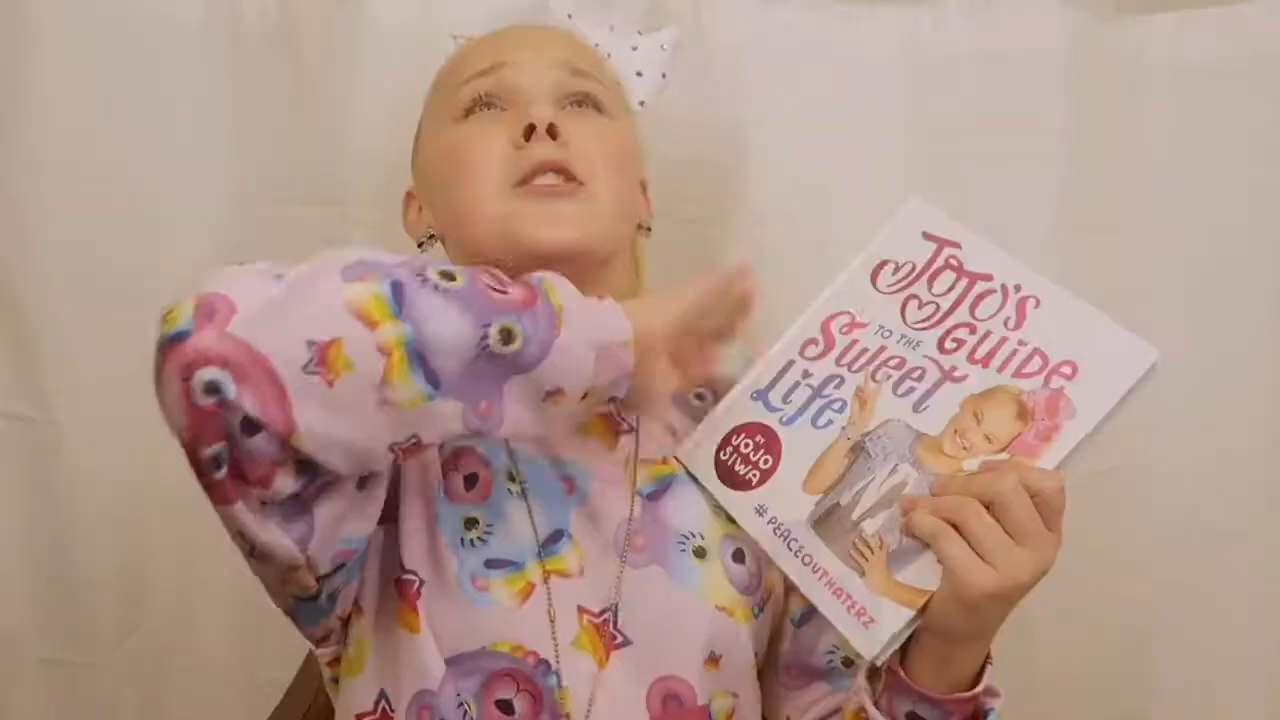 JOJO'S
GUIDE
TO THE
SWEET
Life
BY
JOJO
SIWA
#PEACEOUTHATERZ